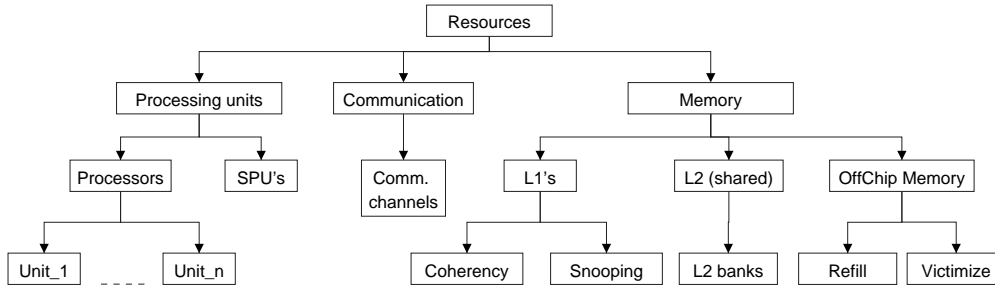 Resources
Processing units
Communication
Memory
Processors
SPU's
Comm.
channels
L1's
L2 (shared)
OffChip Memory
Unit_1
Unit_n
Coherency
Snooping
L2 banks
Refill
Victimize